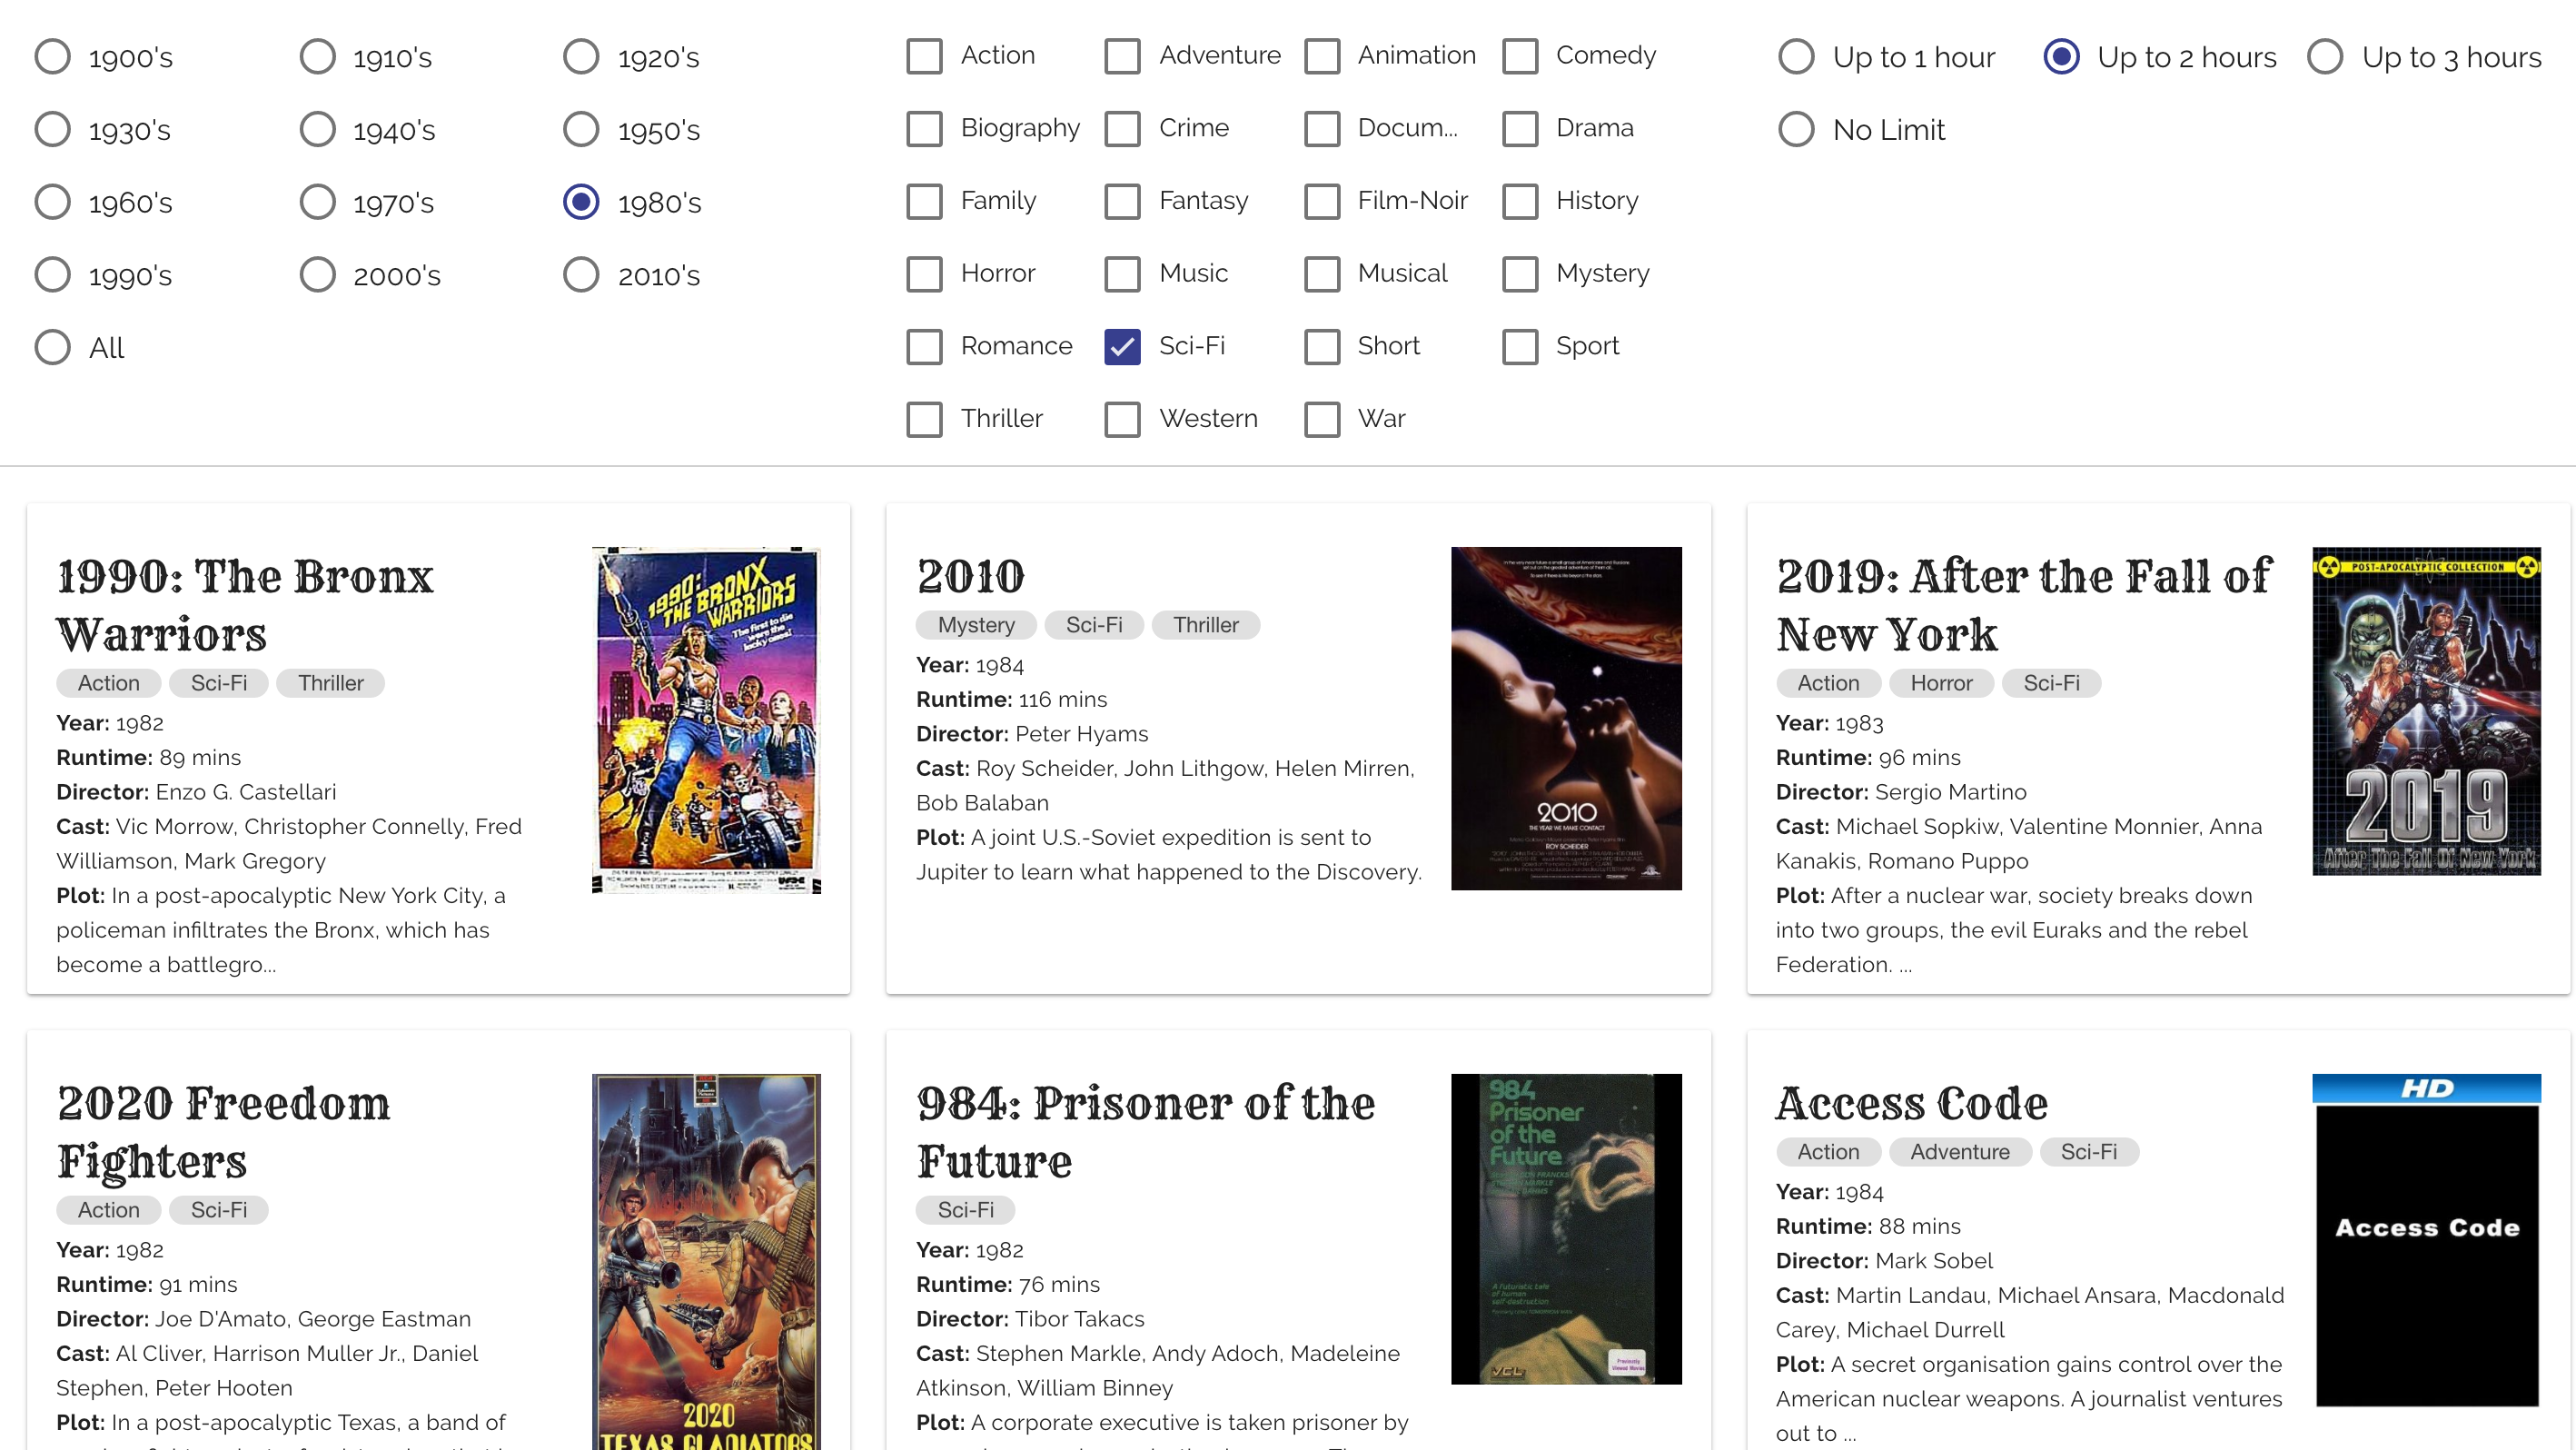 1900's 1910's 1920's
1930's 1940's 1950's
1960's 1970's 1980's
1990's 2000's 2010's
All
Action Adventure Animation Comedy
Biography Crime Docum... Drama
Family Fantasy Film-Noir History
Horror Music Musical Mystery
Romance Sci-Fi Short Sport
Thriller Western War
Up to 1 hour Up to 2 hours Up to 3 hours
No Limit
1990: The Bronx
Warriors
Action Sci-Fi Thriller
Year: 1982
Runtime: 89 mins
Director: Enzo G. Castellari
Cast: Vic Morrow, Christopher Connelly, Fred
Williamson, Mark Gregory
Plot: In a post-apocalyptic New York City, a
policeman infiltrates the Bronx, which has
become a battlegro...
1990:
THE BRONX
WARRIORS
The first to die
were the
lucky ones!
2010
Mystery Sci-Fi Thriller
Year: 1984
Runtime: 116 mins
Director: Peter Hyams
Cast: Roy Scheider, John Lithgow, Helen Mirren,
Bob Balaban
Plot: A joint U.S.-Soviet expedition is sent to
Jupiter to learn what happened to the Discovery.
2010
THE YEAR WE MAKE CONTACT
ROY SCHEIDER
2019: After the Fall of
New York
Action Horror Sci-Fi
Year: 1983
Runtime: 96 mins
Director: Sergio Martino
Cast: Michael Sopkiw, Valentine Monnier, Anna
Kanakis, Romano Puppo
Plot: After a nuclear war, society breaks down
into two groups, the evil Euraks and the rebel
Federation. ...
POST-APOCALYPTIC COLLECTION
2019
After The Fall Of New York
2020 Freedom
Fighters
Action Sci-Fi
Year: 1982
Runtime: 91 mins
Director: Joe D'Amato, George Eastman
Cast: Al Cliver, Harrison Muller Jr., Daniel
Stephen, Peter Hooten
Plot: In a post-apocalyptic Texas, a band of
2020
TEXAS GLADIATORS
984: Prisoner of the
Future
Sci-Fi
Year: 1982
Runtime: 76 mins
Director: Tibor Takacs
Cast: Stephen Markle, Andy Adoch, Madeleine
Atkinson, William Binney
Plot: A corporate executive is taken prisoner by
984
Prisoner
of the
Future
A futuristic tale
of human
self-destruction
VCL
Previously
Viewed Movies
Access Code
Action Adventure Sci-Fi
Year: 1984
Runtime: 88 mins
Director: Mark Sobel
Cast: Martin Landau, Michael Ansara, Macdonald
Carey, Michael Durrell
Plot: A secret organisation gains control over the
American nuclear weapons. A journalist ventures
out to ...
HD
Access Code